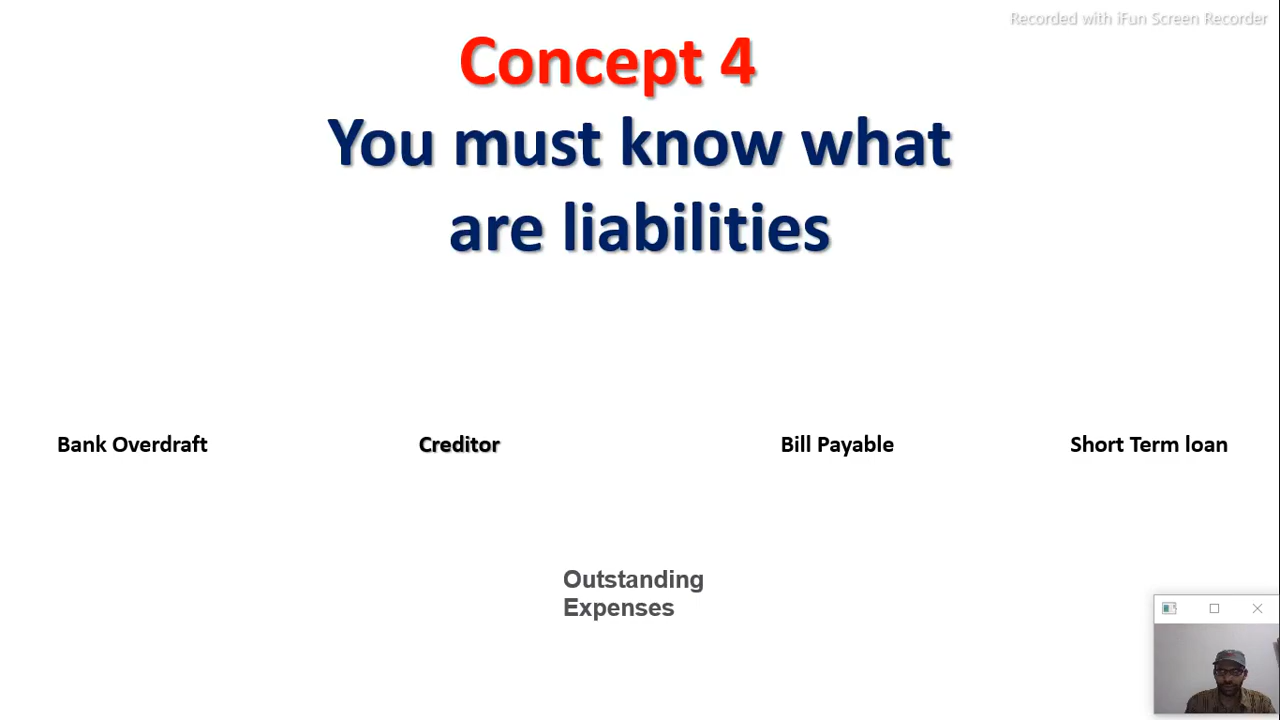 Recorded with iFun Screen Recorder
Concept 4
You must know what
are liabilities
Bank Overdraft
Creditor
Bill Payable
Short Term loan
Outstanding
Expenses